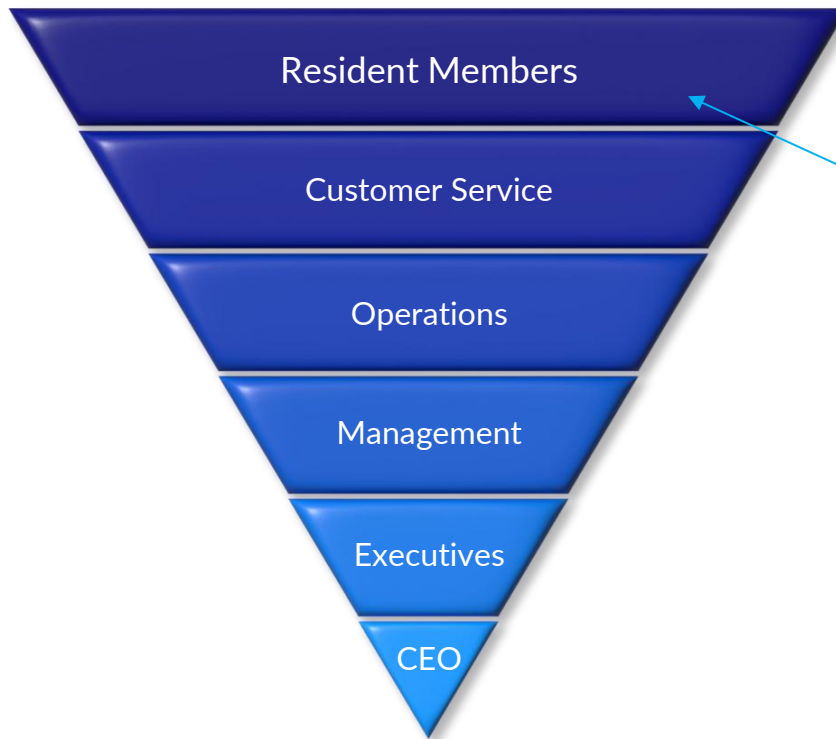 Resident Members
Customer Service
Operations
Management
Executives
CEO